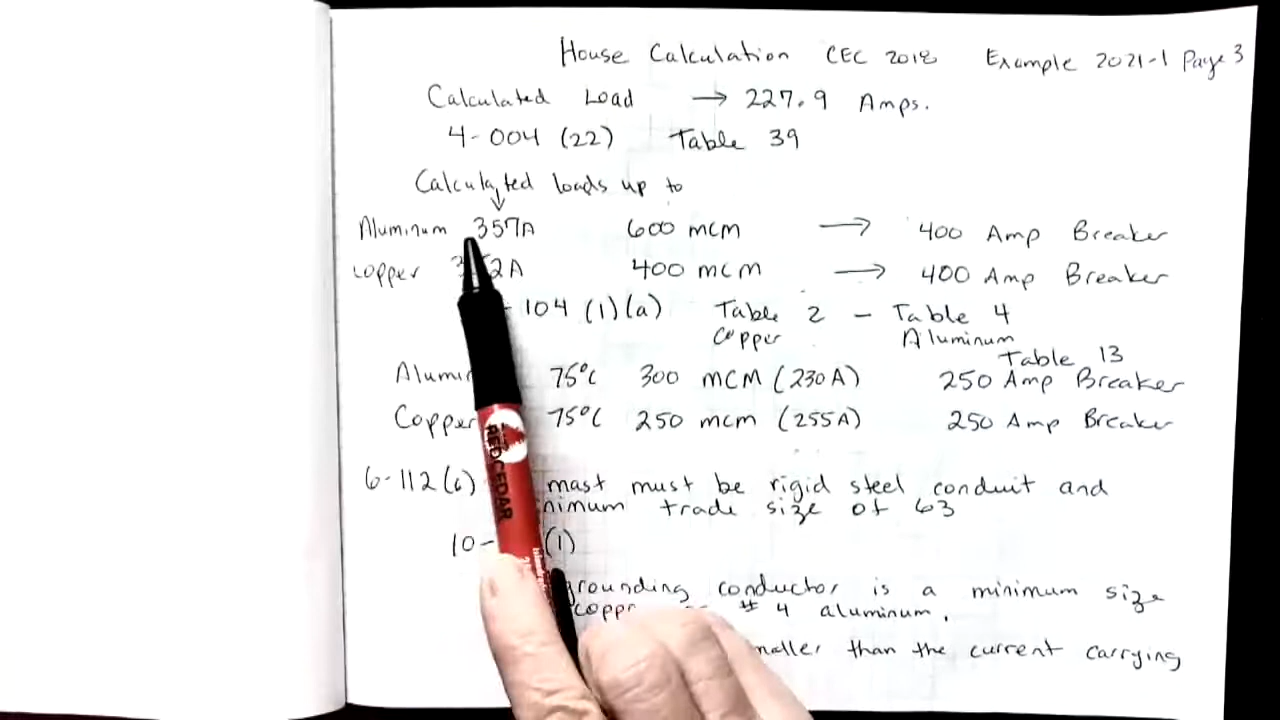 House Calculation CEC 2018 Example 2021-1 Page 3
Calculated Load → 227.9 Amps.
4-004 (22) Table 39
Calculated loads up to
Aluminum 357A 600 mcm → 400 Amp Breaker
Copper 2A 400 mcm → 400 Amp Breaker
104 (1)(a) Table 2 - Table 4
Copper Aluminum
Table 13
75°C 300 MCM (230A) 250 Amp Breaker
Copper 75°C 250 mcm (255A) 250 Amp Breaker
6-112(6) mast must be rigid steel conduit and
trade size of 63
10- (1)
grounding conductor is a minimum size
# 4 aluminum.
than the current carrying
RED CEDAR